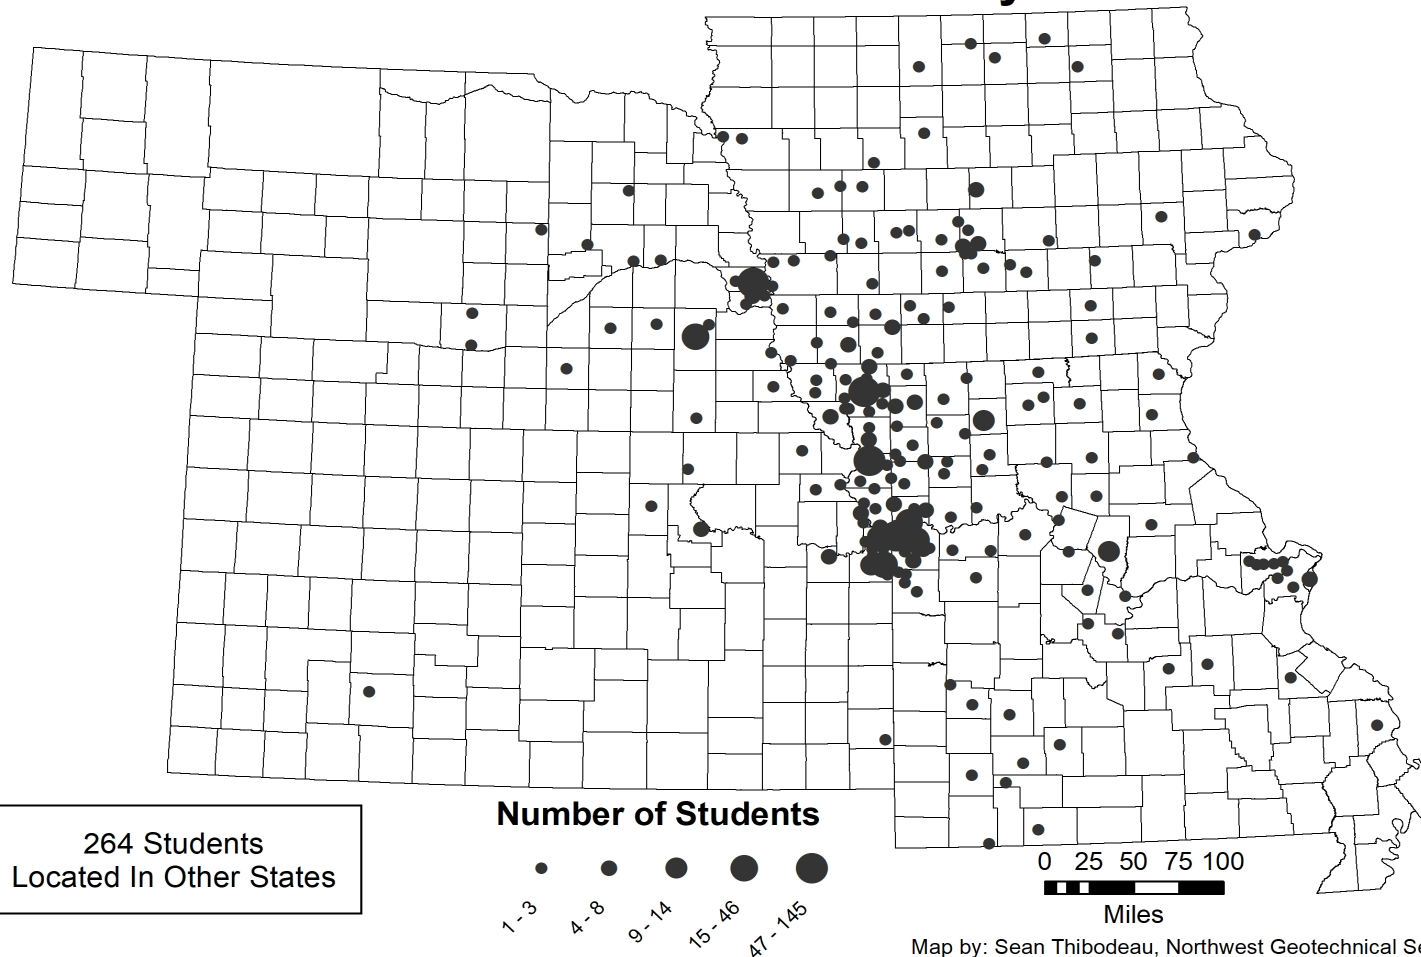 264 Students
Located In Other States
Number of Students
1 - 3
4 - 8
9 - 14
15 - 46
47 - 145
0 25 50 75 100
Miles
Map by: Sean Thibodeau, Northwest Geotechnical